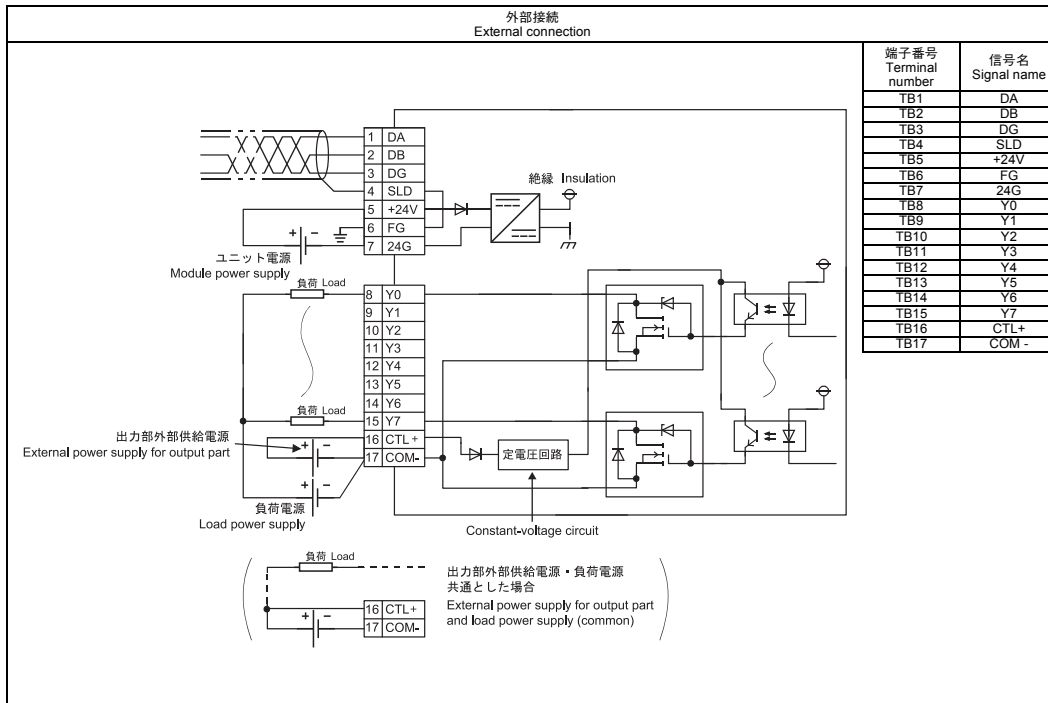 外部接続
External connection
端子番号
Terminal
number
信号名
Signal name
TB1 DA
TB2 DB
TB3 DG
TB4 SLD
TB5 +24V
TB6 FG
TB7 24G
TB8 Y0
TB9 Y1
TB10 Y2
TB11 Y3
TB12 Y4
TB13 Y5
TB14 Y6
TB15 Y7
TB16 CTL+
TB17 COM -
1 DA
2 DB
3 DG
4 SLD
5 +24V
6 FG
7 24G
絶縁 Insulation
+ -
ユニット電源
Module power supply
負荷 Load
8 Y0
9 Y1
10 Y2
11 Y3
12 Y4
13 Y5
14 Y6
15 Y7
16 CTL+
17 COM-
負荷 Load
出力部外部供給電源
External power supply for output part
+ -
+ -
負荷電源
Load power supply
定電圧回路
Constant-voltage circuit
負荷 Load
+ -
16 CTL+
17 COM-
出力部外部供給電源・負荷電源
共通とした場合
External power supply for output part
and load power supply (common)